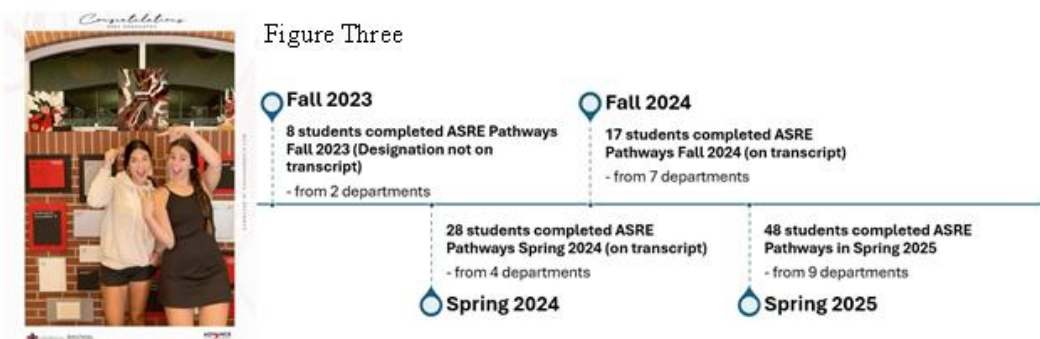 Congratulations
Figure Three
Fall 2023
8 students completed ASRE Pathways
Fall 2023 (Designation not on
transcript)
- from 2 departments
Fall 2024
17 students completed ASRE
Pathways Fall 2024 (on transcript)
- from 7 departments
28 students completed ASRE
Pathways Spring 2024 (on transcript)
- from 4 departments
Spring 2024
48 students completed ASRE
Pathways in Spring 2025
- from 9 departments
Spring 2025